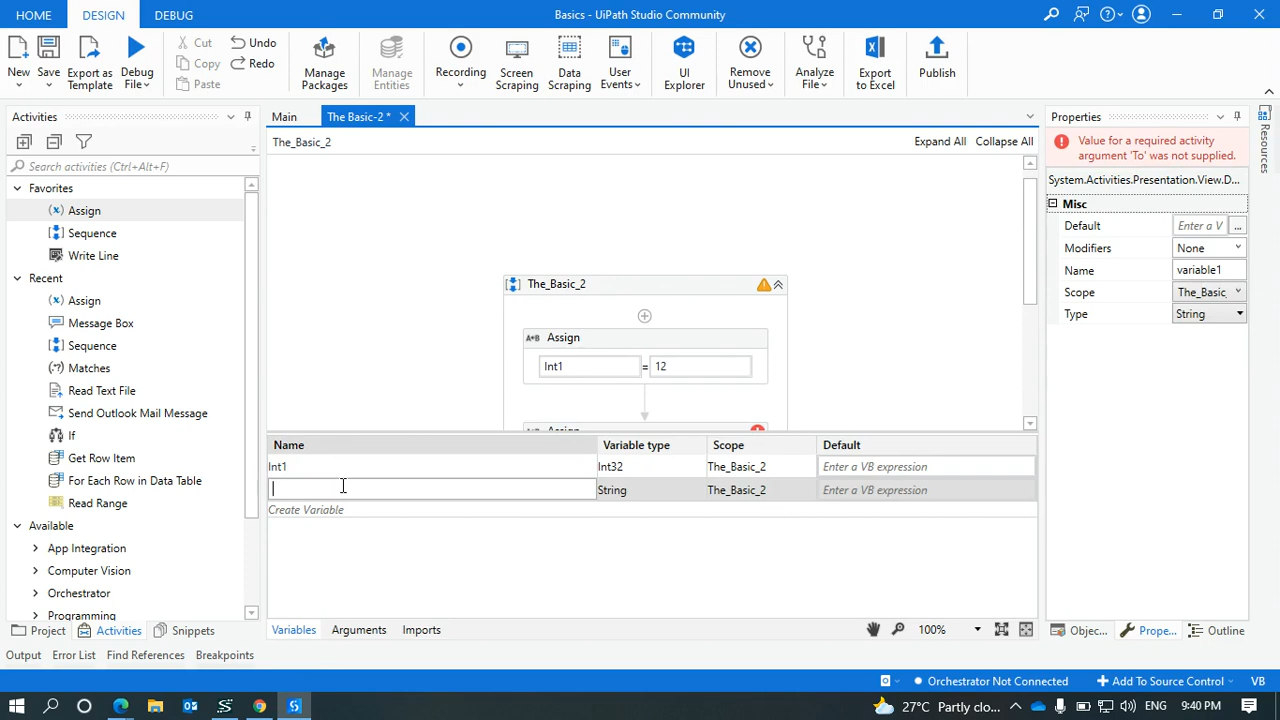 HOME
DESIGN
DEBUG
Basics - UiPath Studio Community
New
Save
Export as Template
Debug File
Cut
Copy
Paste
Undo
Redo
Manage Packages
Manage Entities
Recording
Screen Scraping
Data Scraping
User Events
UI Explorer
Remove Unused
Analyze File
Export to Excel
Publish
Activities
Search activities (Ctrl+Alt+F)
Favorites
Assign
Sequence
Write Line
Recent
Assign
Message Box
Sequence
Matches
Read Text File
Send Outlook Mail Message
If
Get Row Item
For Each Row in Data Table
Read Range
Available
App Integration
Computer Vision
Orchestrator
Programming
Project
Activities
Snippets
Main
The Basic-2 *
The_Basic_2
Expand All
Collapse All
The_Basic_2
A+B Assign
Int1 = 12
A+B Assign
Name Variable type Scope Default
Int1 Int32 The_Basic_2 Enter a VB expression
String The_Basic_2 Enter a VB expression
Create Variable
Variables
Arguments
Imports
100%
Properties
Value for a required activity
argument 'To' was not supplied.
System.Activities.Presentation.View.D...
Misc
Default Enter a V ...
Modifiers None
Name variable1
Scope The_Basic_
Type String
Objec...
Prope...
Outline
Resources
Output
Error List
Find References
Breakpoints
Orchestrator Not Connected
Add To Source Control
VB
27°C Partly clo...
ENG
9:40 PM